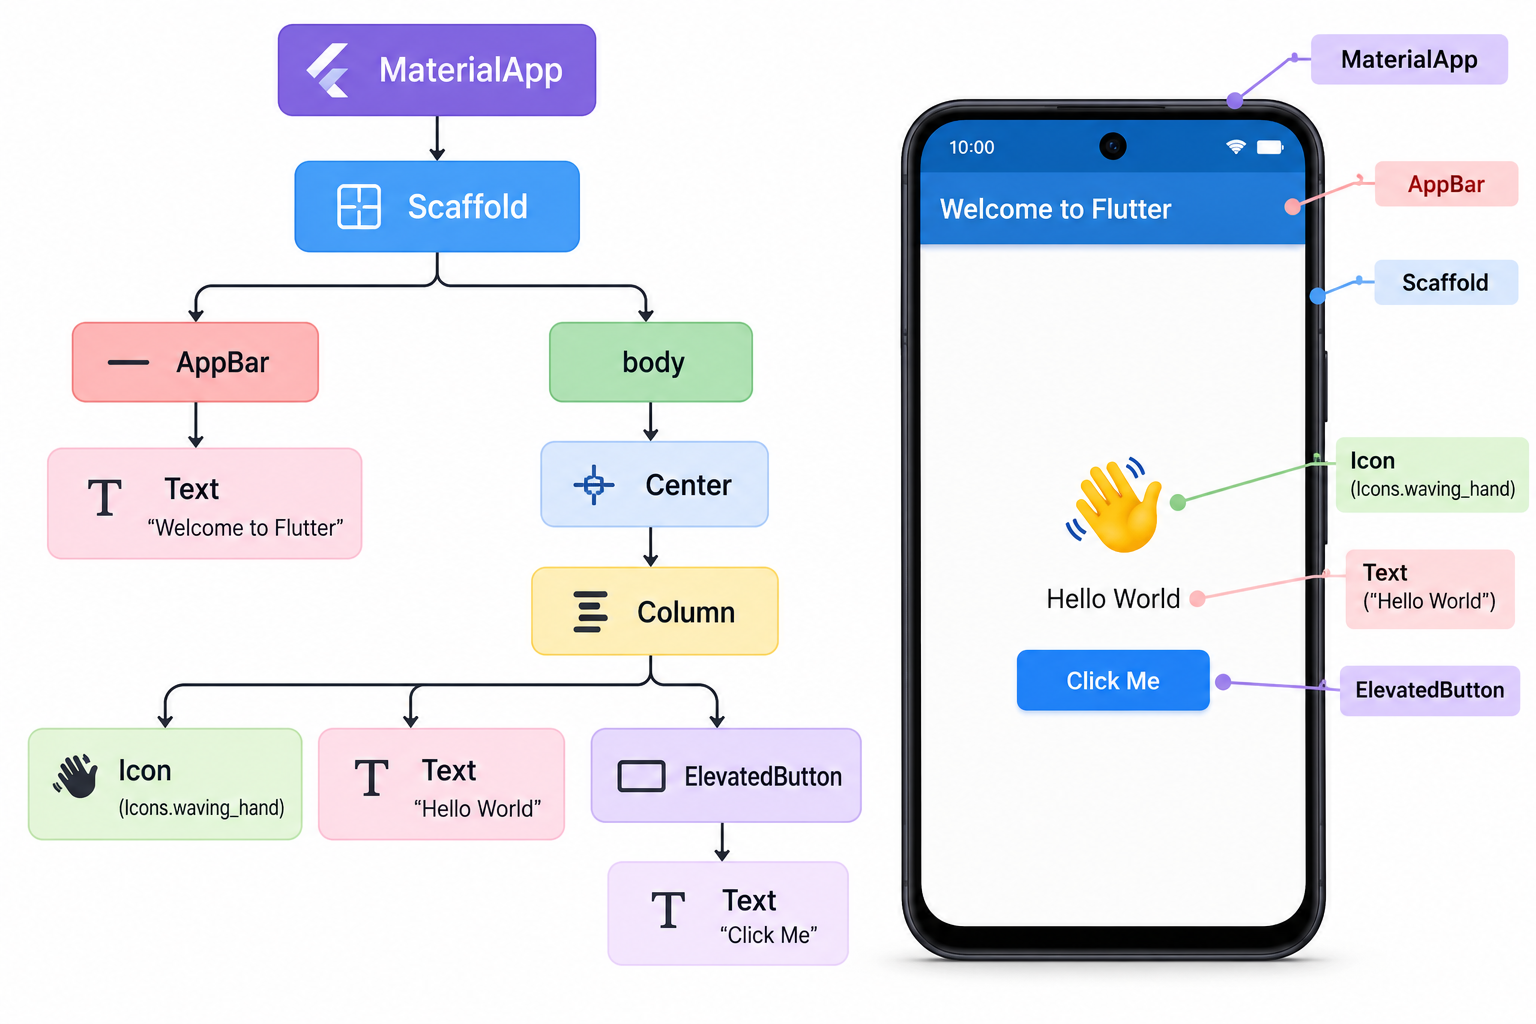 MaterialApp
Scaffold
AppBar
body
Text
“Welcome to Flutter”
Center
Column
Icon
(Icons.waving_hand)
Text
“Hello World”
ElevatedButton
Text
“Click Me”
10:00
Welcome to Flutter
Hello World
Click Me
MaterialApp
AppBar
Scaffold
Icon
(Icons.waving_hand)
Text
(“Hello World”)
ElevatedButton